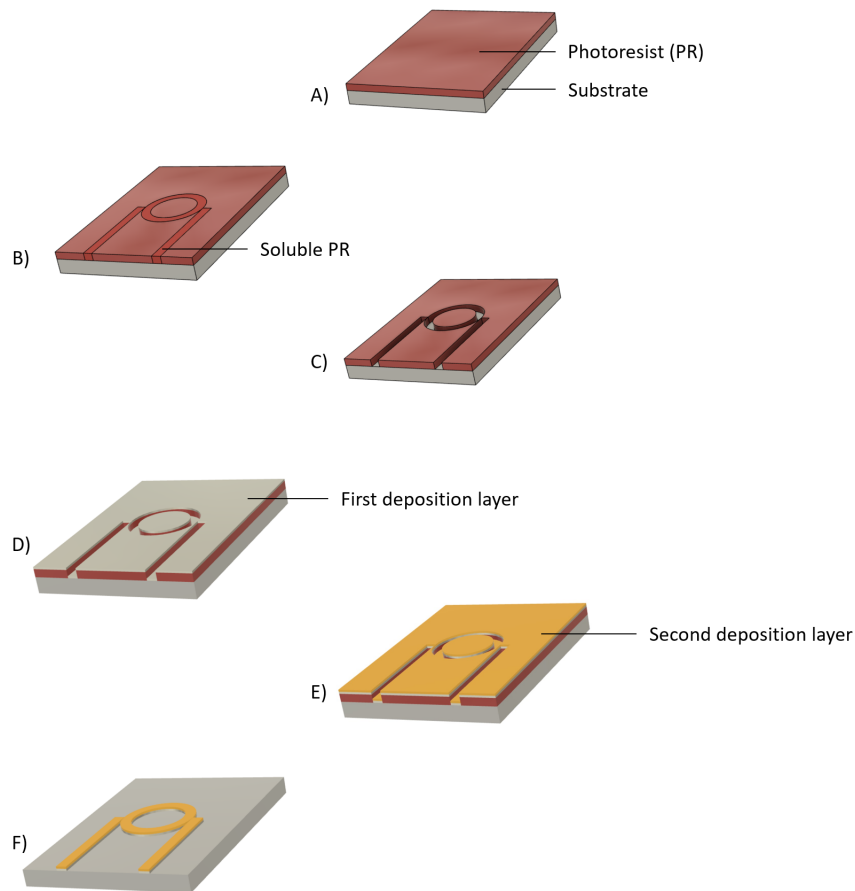 Photoresist (PR)
Substrate
A)
Soluble PR
B)
C)
First deposition layer
D)
Second deposition layer
E)
F)